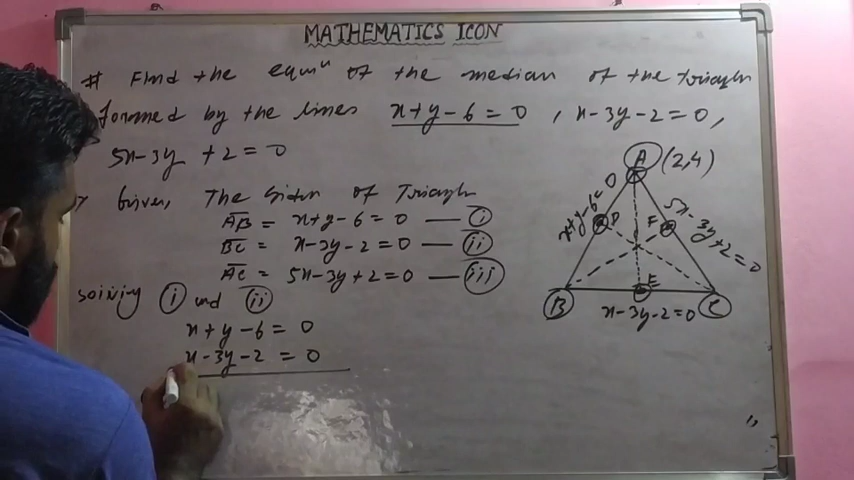 MATHEMATICS ICON
# Find the equnⁿ of the median of the triangle
formed by the lines x+y-6=0, x-3y-2=0,
5x-3y+2=0
Given, The Sides of Triangle
AB = x+y-6=0 — (i)
BC = x-3y-2=0 — (ii)
AC = 5x-3y+2=0 — (iii)
solving (i) and (ii)
x+y-6=0
x-3y-2=0
A (2,4)
x+y-6=0
D
F
5x-3y+2=0
B
E
C
x-3y-2=0